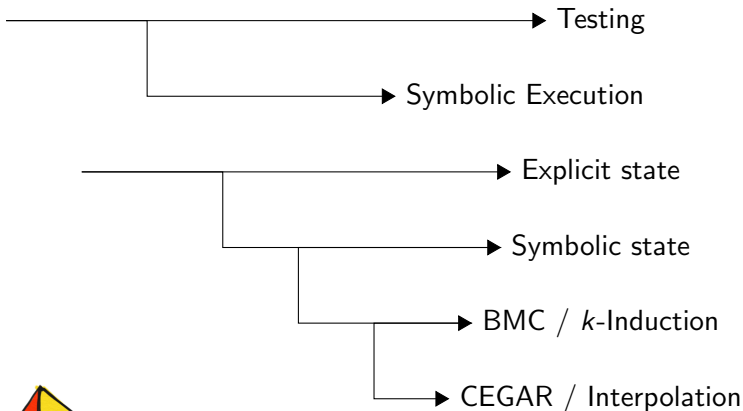 Testing
Symbolic Execution
Explicit state
Symbolic state
BMC / k-Induction
CEGAR / Interpolation